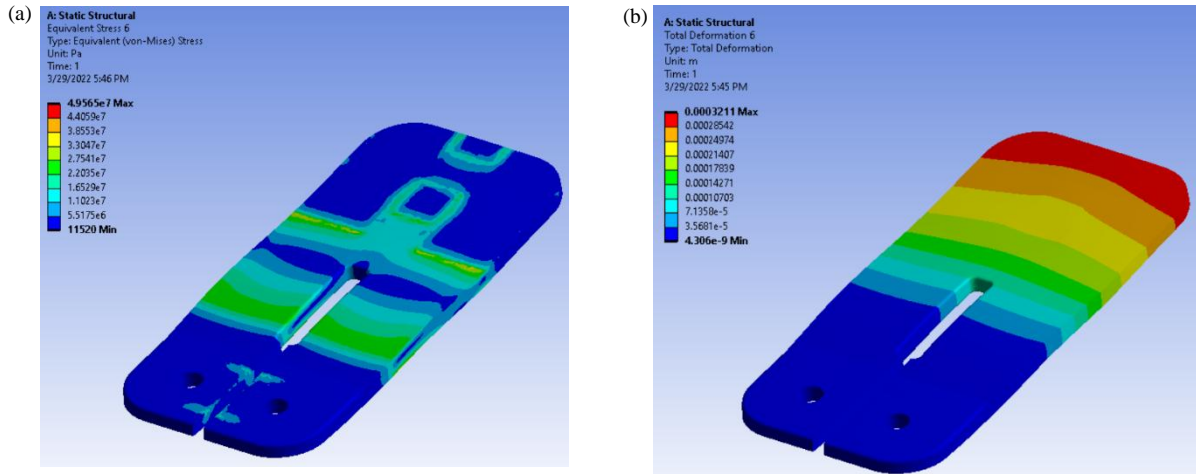 (a)
A: Static Structural
Equivalent Stress 6
Type: Equivalent (von-Mises) Stress
Unit: Pa
Time: 1
3/29/2022 5:46 PM
4.9565e7 Max
4.4059e7
3.8553e7
3.3047e7
2.7541e7
2.2035e7
1.6529e7
1.1023e7
5.5175e6
11520 Min
(b)
A: Static Structural
Total Deformation 6
Type: Total Deformation
Unit: m
Time: 1
3/29/2022 5:45 PM
0.0003211 Max
0.00028542
0.00024974
0.00021407
0.00017839
0.00014271
0.00010703
7.1358e-5
3.5681e-5
4.306e-9 Min